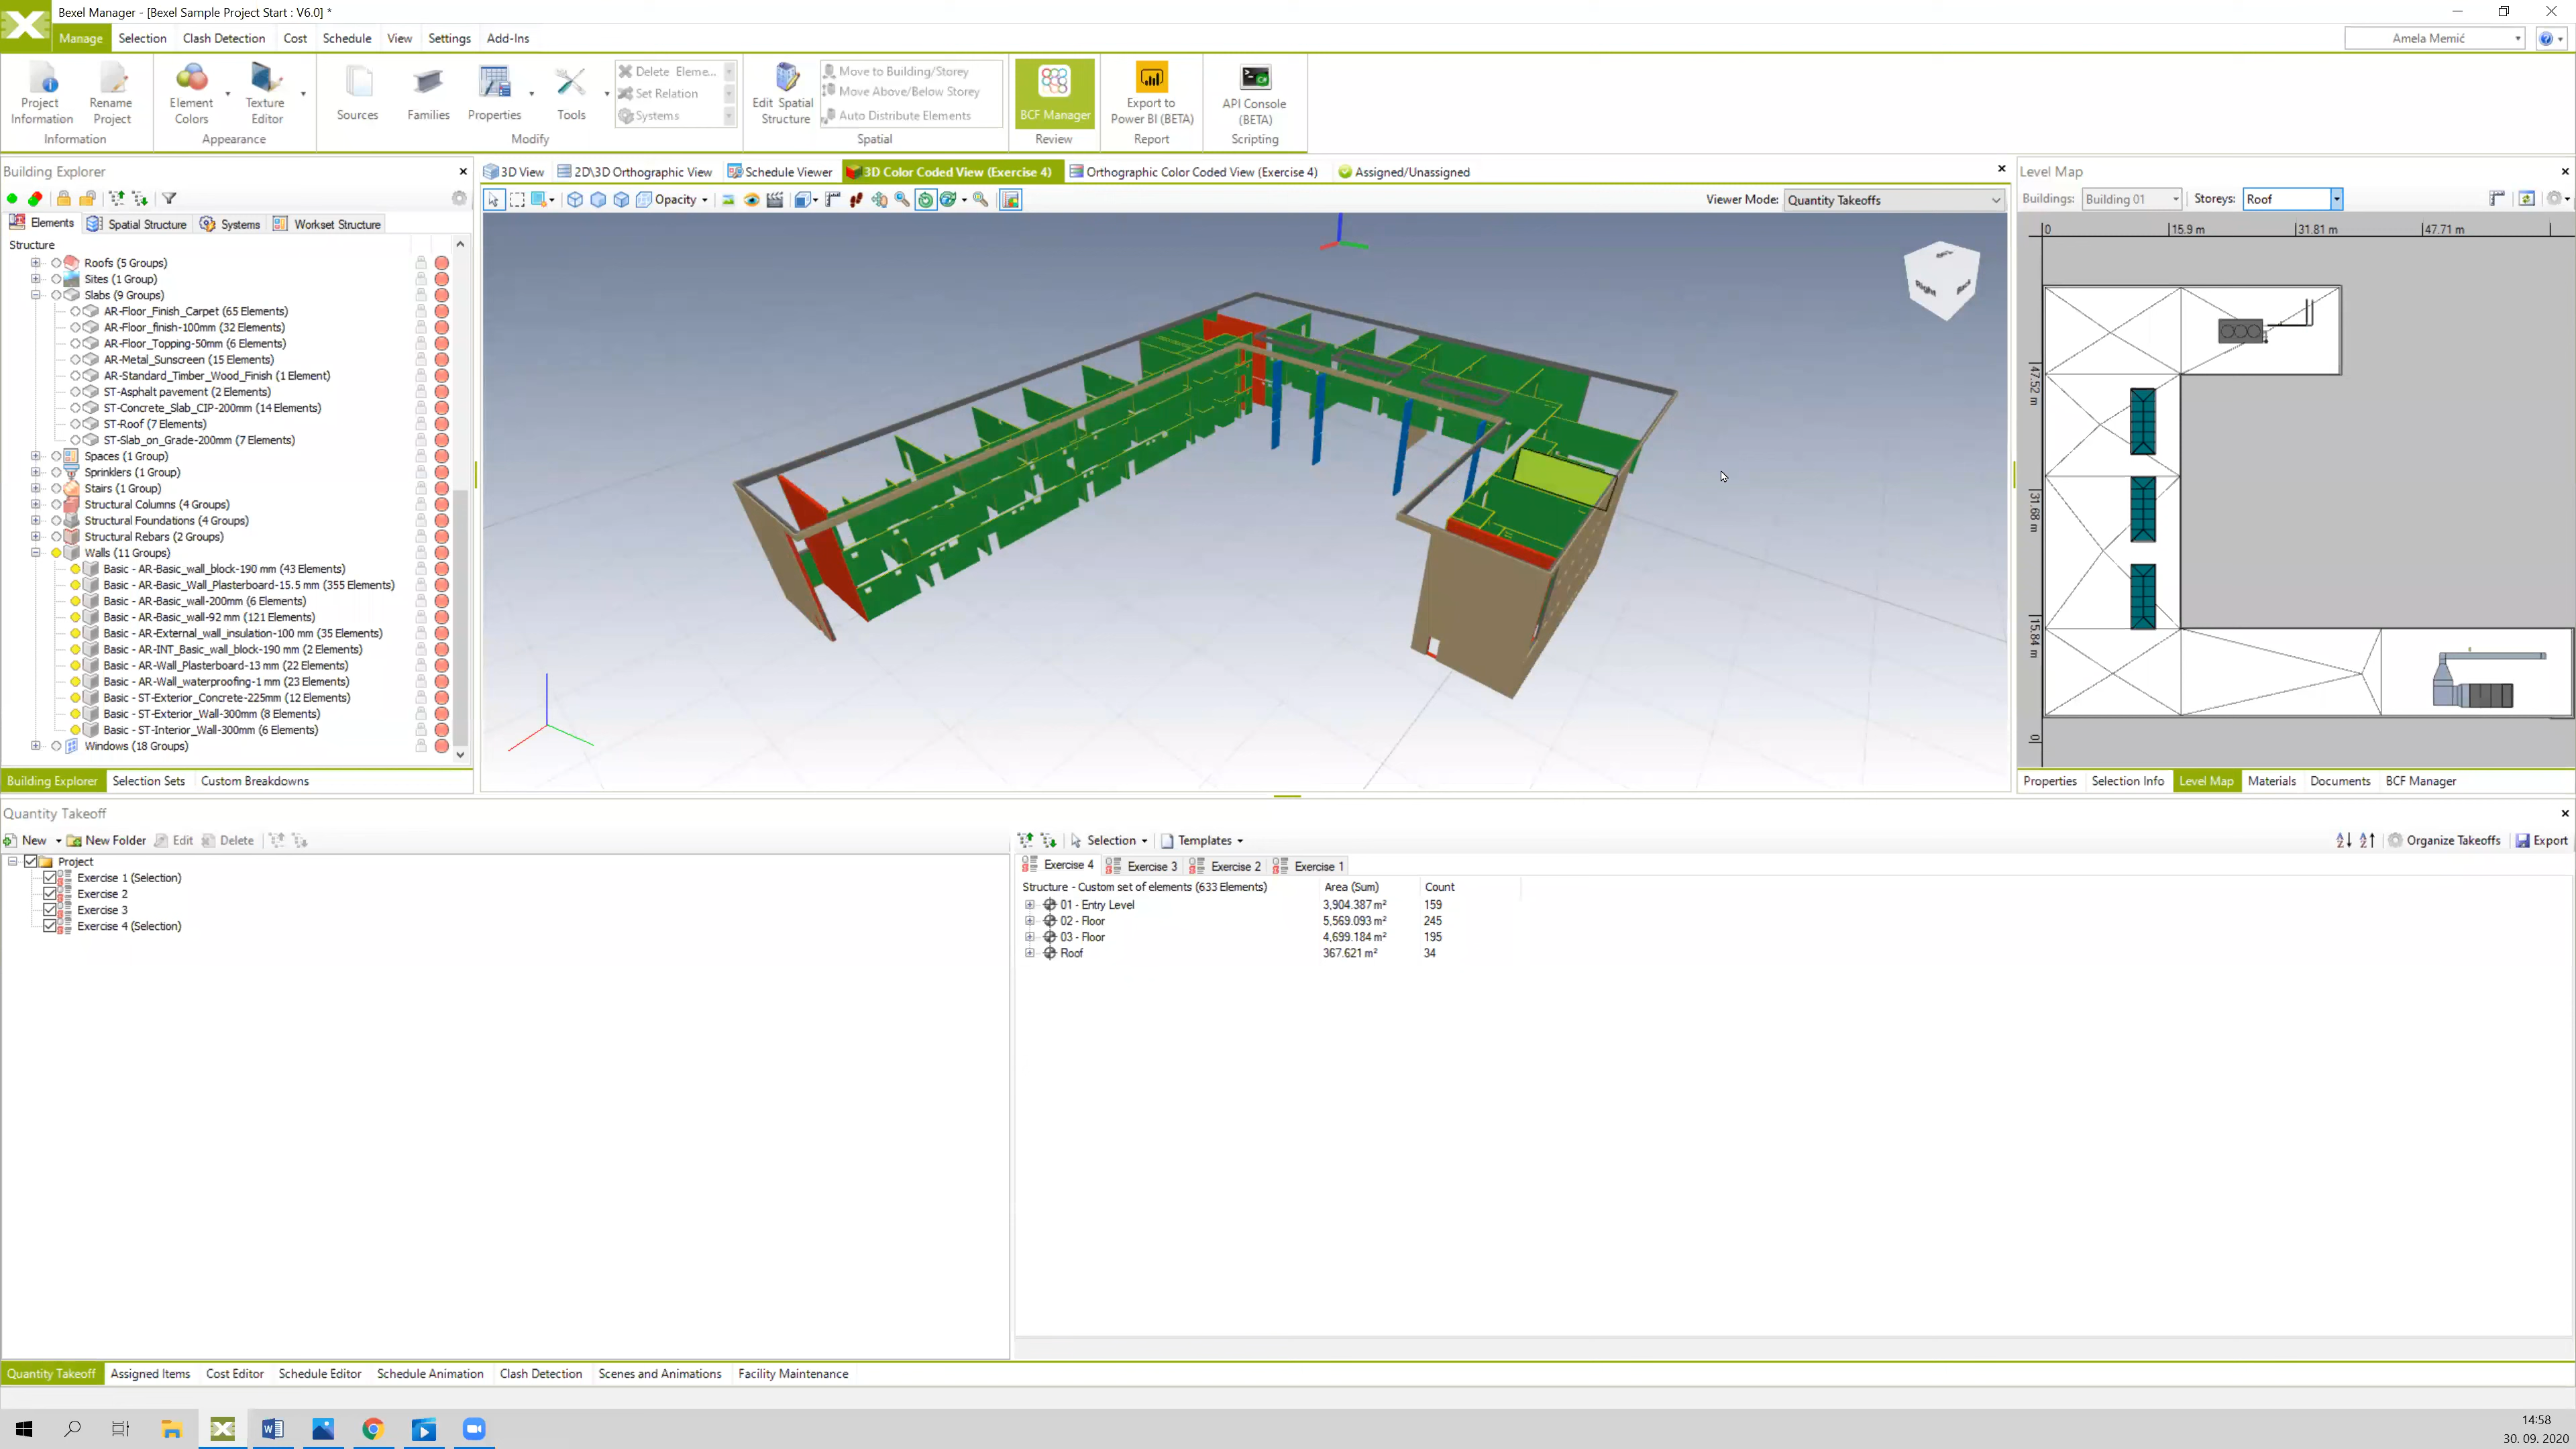 Bexel Manager - [Bexel Sample Project Start : V6.0] *
Manage Selection Clash Detection Cost Schedule View Settings Add-Ins Amela Memić
Project Information Rename Project Element Colors Texture Editor Sources Families Properties Tools Delete Eleme... Set Relation Systems Edit Spatial Structure Move to Building/Storey Move Above/Below Storey Auto Distribute Elements BCF Manager Export to Power BI (BETA) API Console (BETA)
Information Appearance Modify Spatial Review Report Scripting
Building Explorer
Elements Spatial Structure Systems Workset Structure
Structure
Roofs (5 Groups)
Sites (1 Group)
Slabs (9 Groups)
AR-Floor_Finish_Carpet (65 Elements)
AR-Floor_finish-100mm (32 Elements)
AR-Floor_Topping-50mm (6 Elements)
AR-Metal_Sunscreen (15 Elements)
AR-Standard_Timber_Wood_Finish (1 Element)
ST-Asphalt pavement (2 Elements)
ST-Concrete_Slab_CIP-200mm (14 Elements)
ST-Roof (7 Elements)
ST-Slab_on_Grade-200mm (7 Elements)
Spaces (1 Group)
Sprinklers (1 Group)
Stairs (1 Group)
Structural Columns (4 Groups)
Structural Foundations (4 Groups)
Structural Rebars (2 Groups)
Walls (11 Groups)
Basic - AR-Basic_wall_block-190 mm (43 Elements)
Basic - AR-Basic_Wall_Plasterboard-15.5 mm (355 Elements)
Basic - AR-Basic_wall-200mm (6 Elements)
Basic - AR-Basic_wall-92 mm (121 Elements)
Basic - AR-External_wall_insulation-100 mm (35 Elements)
Basic - AR-INT_Basic_wall_block-190 mm (2 Elements)
Basic - AR-Wall_Plasterboard-13 mm (22 Elements)
Basic - AR-Wall_waterproofing-1 mm (23 Elements)
Basic - ST-Exterior_Concrete-225mm (12 Elements)
Basic - ST-Exterior_Wall-300mm (8 Elements)
Basic - ST-Interior_Wall-300mm (6 Elements)
Windows (18 Groups)
Building Explorer Selection Sets Custom Breakdowns
3D View 2D\3D Orthographic View Schedule Viewer 3D Color Coded View (Exercise 4) Orthographic Color Coded View (Exercise 4) Assigned/Unassigned
Opacity Viewer Mode: Quantity Takeoffs
Right Back
Level Map
Buildings: Building 01 Storeys: Roof
0 15.9 m 31.81 m 47.71 m
47.52 m
31.68 m
15.84 m
0
Properties Selection Info Level Map Materials Documents BCF Manager
Quantity Takeoff
New New Folder Edit Delete
Project
Exercise 1 (Selection)
Exercise 2
Exercise 3
Exercise 4 (Selection)
Selection Templates Organize Takeoffs Export
Exercise 4 Exercise 3 Exercise 2 Exercise 1
Structure - Custom set of elements (633 Elements) Area (Sum) Count
01 - Entry Level 3,904.387 m² 159
02 - Floor 5,569.093 m² 245
03 - Floor 4,699.184 m² 195
Roof 367.621 m² 34
Quantity Takeoff Assigned Items Cost Editor Schedule Editor Schedule Animation Clash Detection Scenes and Animations Facility Maintenance
14:58
30. 09. 2020